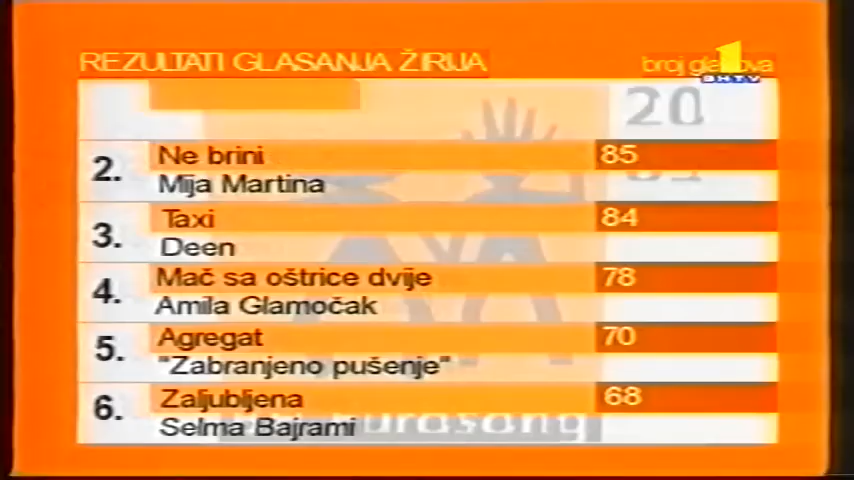 REZULTATI GLASANJA ŽIRIJA
broj glasova
1
BHTV
20
2. Ne brini 85
Mija Martina
3. Taxi 84
Deen
4. Mač sa oštrice dvije 78
Amila Glamočak
5. Agregat 70
"Zabranjeno pušenje"
6. Zaljubljena 68
Selma Bajrami
eurosong